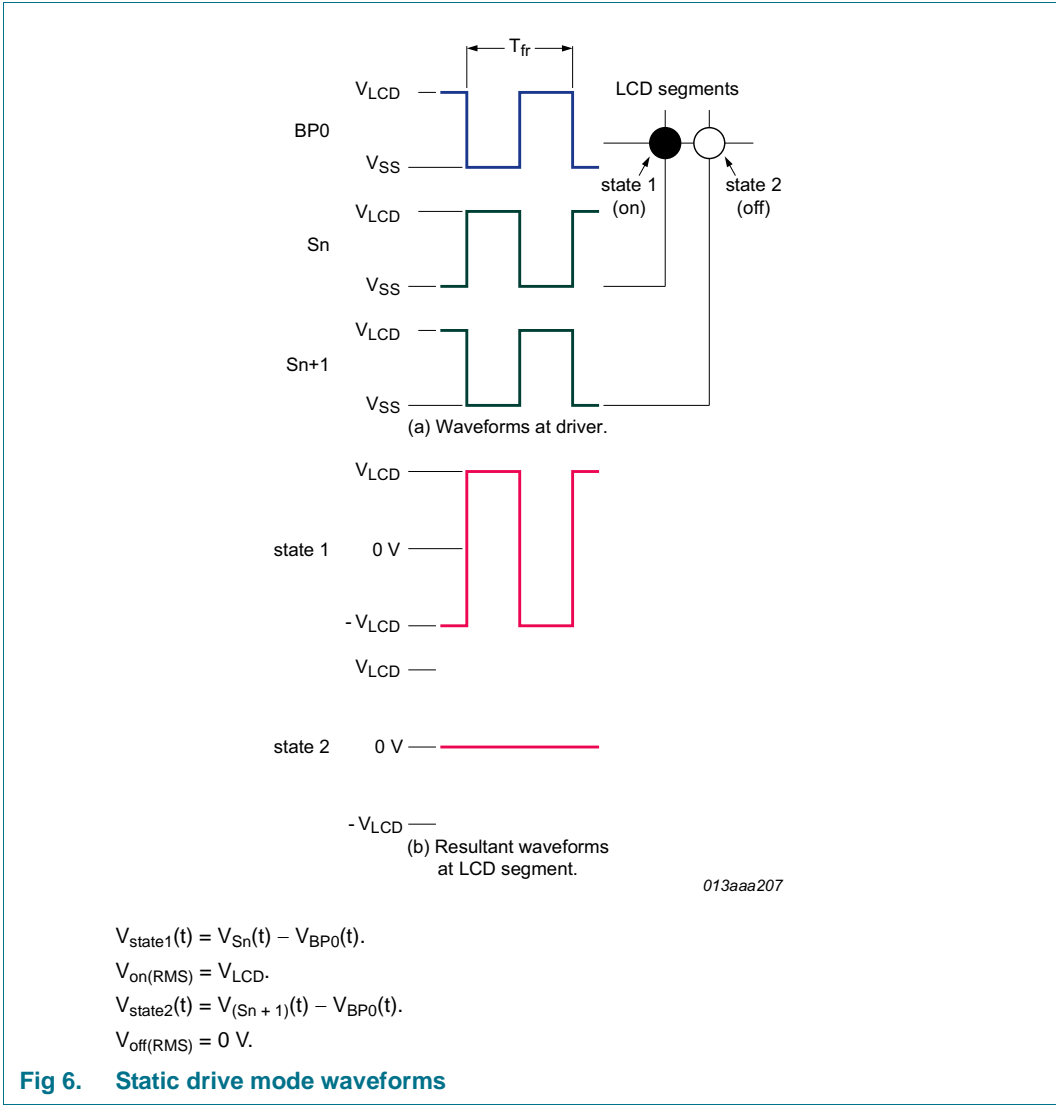 Tfr
VLCD
LCD segments
BP0
VSS
state 1 (on)
state 2 (off)
VLCD
Sn
VSS
VLCD
Sn+1
VSS
(a) Waveforms at driver.
VLCD
state 1 0 V
-VLCD
VLCD
state 2 0 V
-VLCD
(b) Resultant waveforms
at LCD segment.
013aaa207
Vstate1(t) = VSn(t) − VBP0(t).
Von(RMS) = VLCD.
Vstate2(t) = V(Sn + 1)(t) − VBP0(t).
Voff(RMS) = 0 V.
Fig 6. Static drive mode waveforms